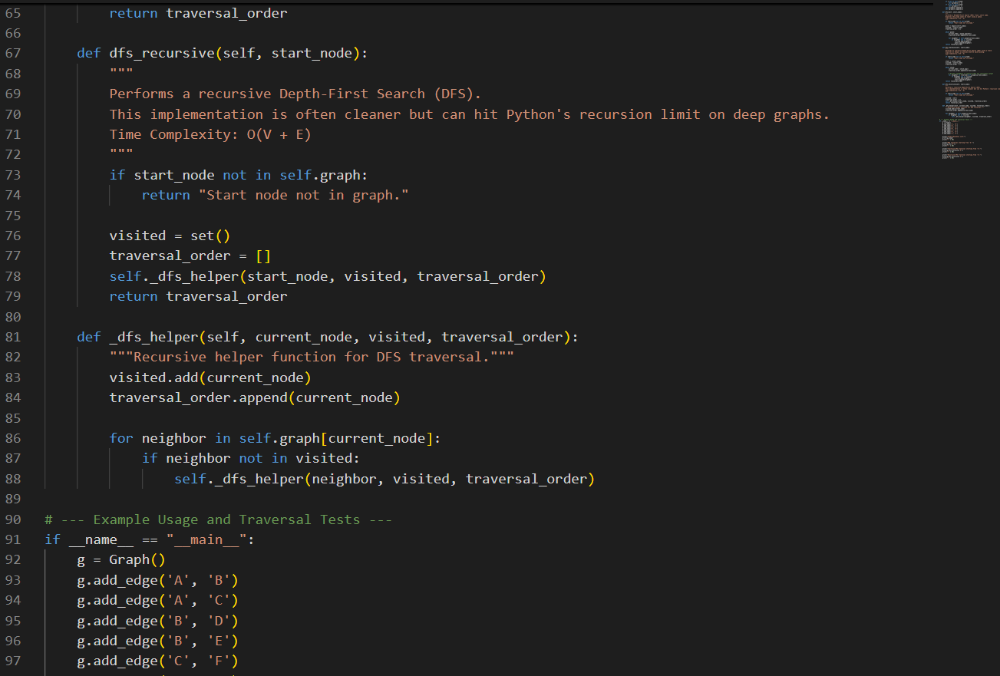 65 return traversal_order
66
67 def dfs_recursive(self, start_node):
68 """
69 Performs a recursive Depth-First Search (DFS).
70 This implementation is often cleaner but can hit Python's recursion limit on deep graphs.
71 Time Complexity: O(V + E)
72 """
73 if start_node not in self.graph:
74 return "Start node not in graph."
75
76 visited = set()
77 traversal_order = []
78 self._dfs_helper(start_node, visited, traversal_order)
79 return traversal_order
80
81 def _dfs_helper(self, current_node, visited, traversal_order):
82 """Recursive helper function for DFS traversal."""
83 visited.add(current_node)
84 traversal_order.append(current_node)
85
86 for neighbor in self.graph[current_node]:
87 if neighbor not in visited:
88 self._dfs_helper(neighbor, visited, traversal_order)
89
90 # --- Example Usage and Traversal Tests ---
91 if __name__ == "__main__":
92 g = Graph()
93 g.add_edge('A', 'B')
94 g.add_edge('A', 'C')
95 g.add_edge('B', 'D')
96 g.add_edge('B', 'E')
97 g.add_edge('C', 'F')